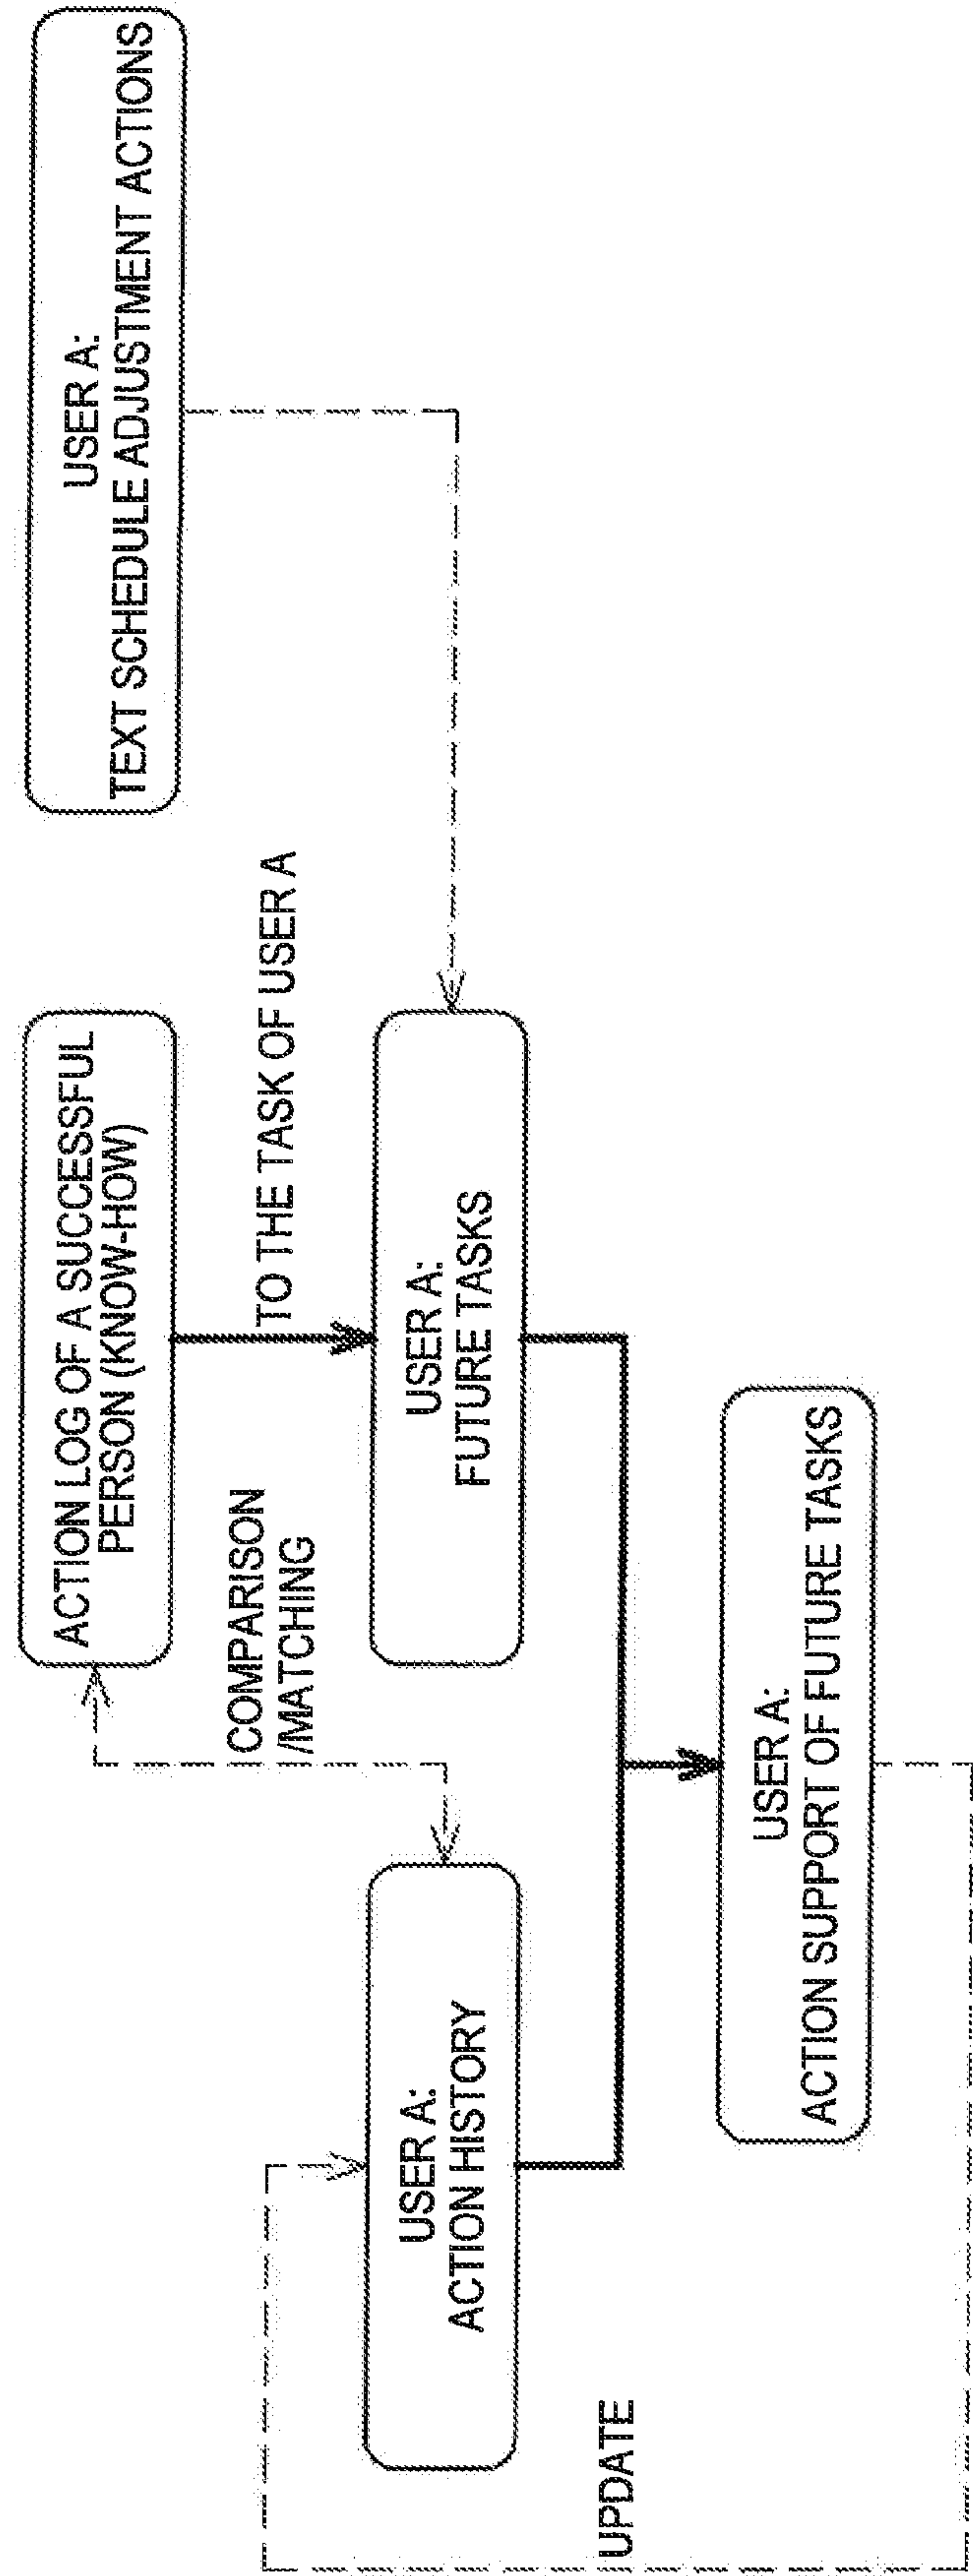 ACTION LOG OF A SUCCESSFUL
PERSON (KNOW-HOW)
USER A:
TEXT SCHEDULE ADJUSTMENT ACTIONS
COMPARISON
/MATCHING
TO THE TASK OF USER A
USER A:
ACTION HISTORY
USER A:
FUTURE TASKS
UPDATE
USER A:
ACTION SUPPORT OF FUTURE TASKS